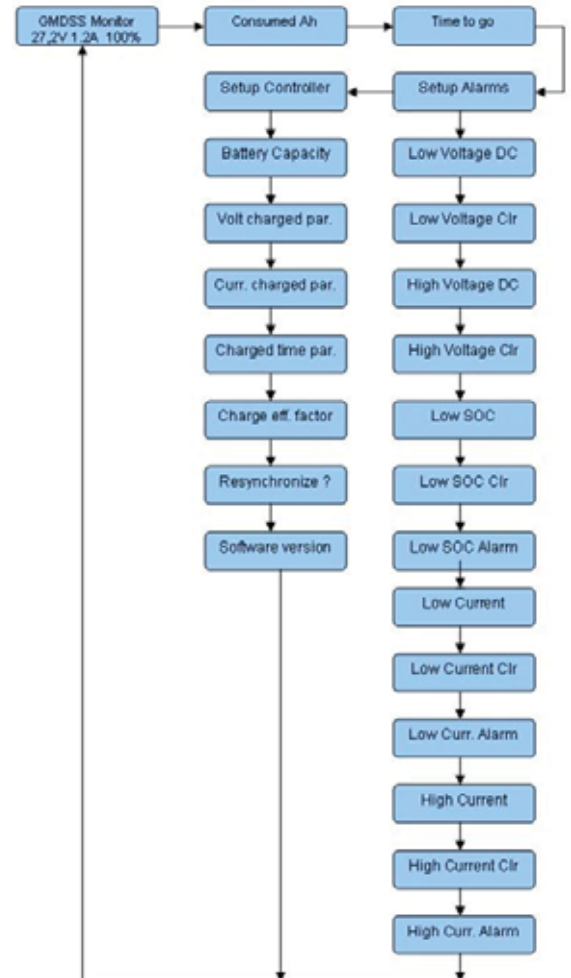 GMDSS Monitor
27,2V 1.2A 100%
Consumed Ah
Time to go
Setup Controller
Setup Alarms
Battery Capacity
Low Voltage DC
Volt charged par.
Low Voltage Clr
Curr. charged par.
High Voltage DC
Charged time par.
High Voltage Clr
Charge eff. factor
Low SOC
Resynchronize ?
Low SOC Clr
Software version
Low SOC Alarm
Low Current
Low Current Clr
Low Curr. Alarm
High Current
High Current Clr
High Curr. Alarm